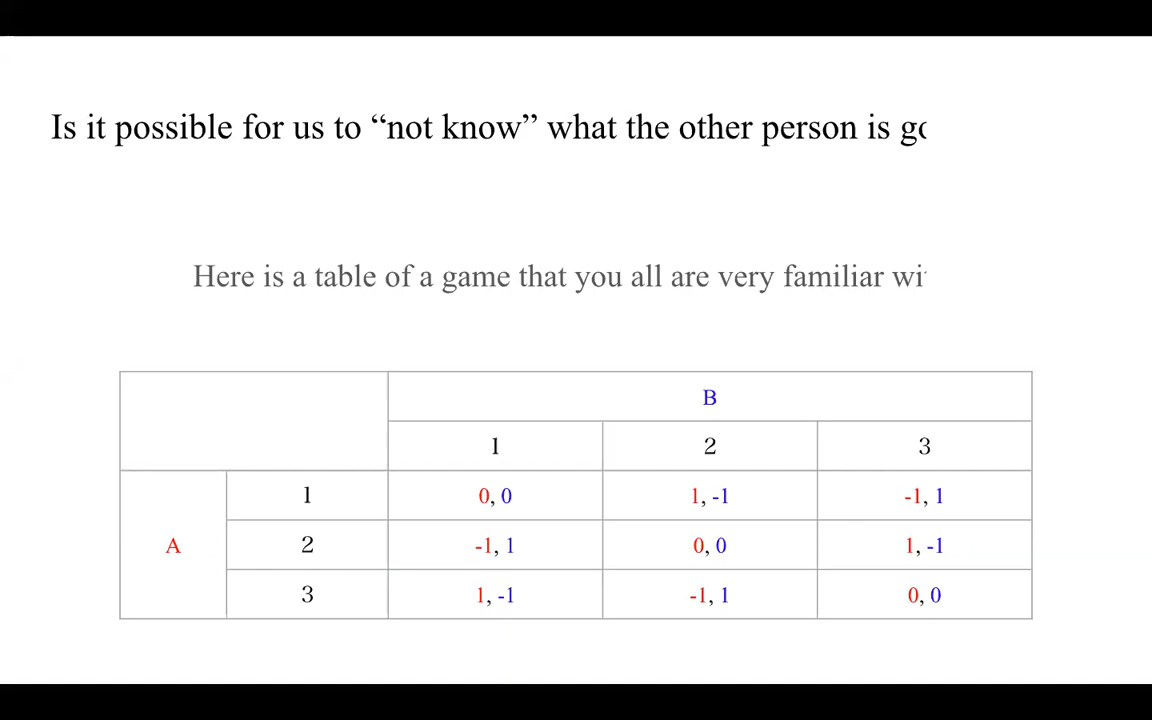 Is it possible for us to “not know” what the other person is
Here is a table of a game that you all are very familiar
B
1 2 3
1 0, 0 1, -1 -1, 1
A 2 -1, 1 0, 0 1, -1
3 1, -1 -1, 1 0, 0